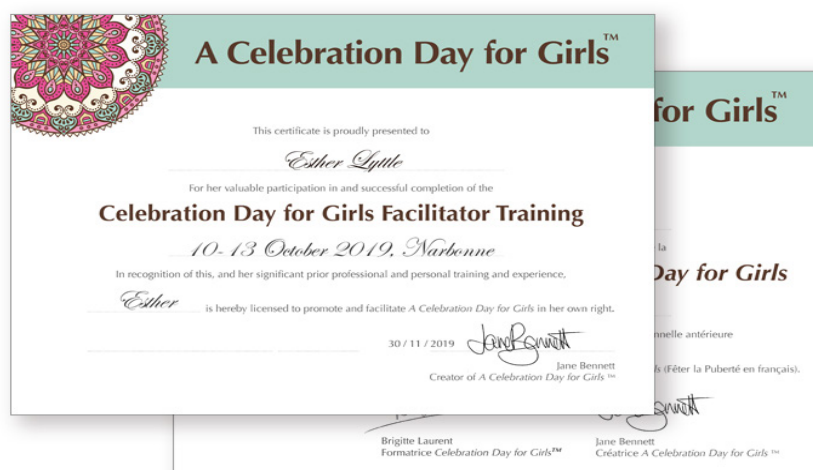 A Celebration Day for Girls™
This certificate is proudly presented to
Esther Lyttle
For her valuable participation in and successful completion of the
Celebration Day for Girls Facilitator Training
10-13 October 2019, Narbonne
In recognition of this, and her significant prior professional and personal training and experience,
Esther is hereby licensed to promote and facilitate A Celebration Day for Girls in her own right.
30 / 11 / 2019
Jane Bennett
Jane Bennett
Creator of A Celebration Day for Girls ™
for Girls™
la
Day for Girls
nnelle antérieure
ls (Fêter la Puberté en français).
Brigitte Laurent
Formatrice Celebration Day for Girls™
Jane Bennett
Créatrice A Celebration Day for Girls ™